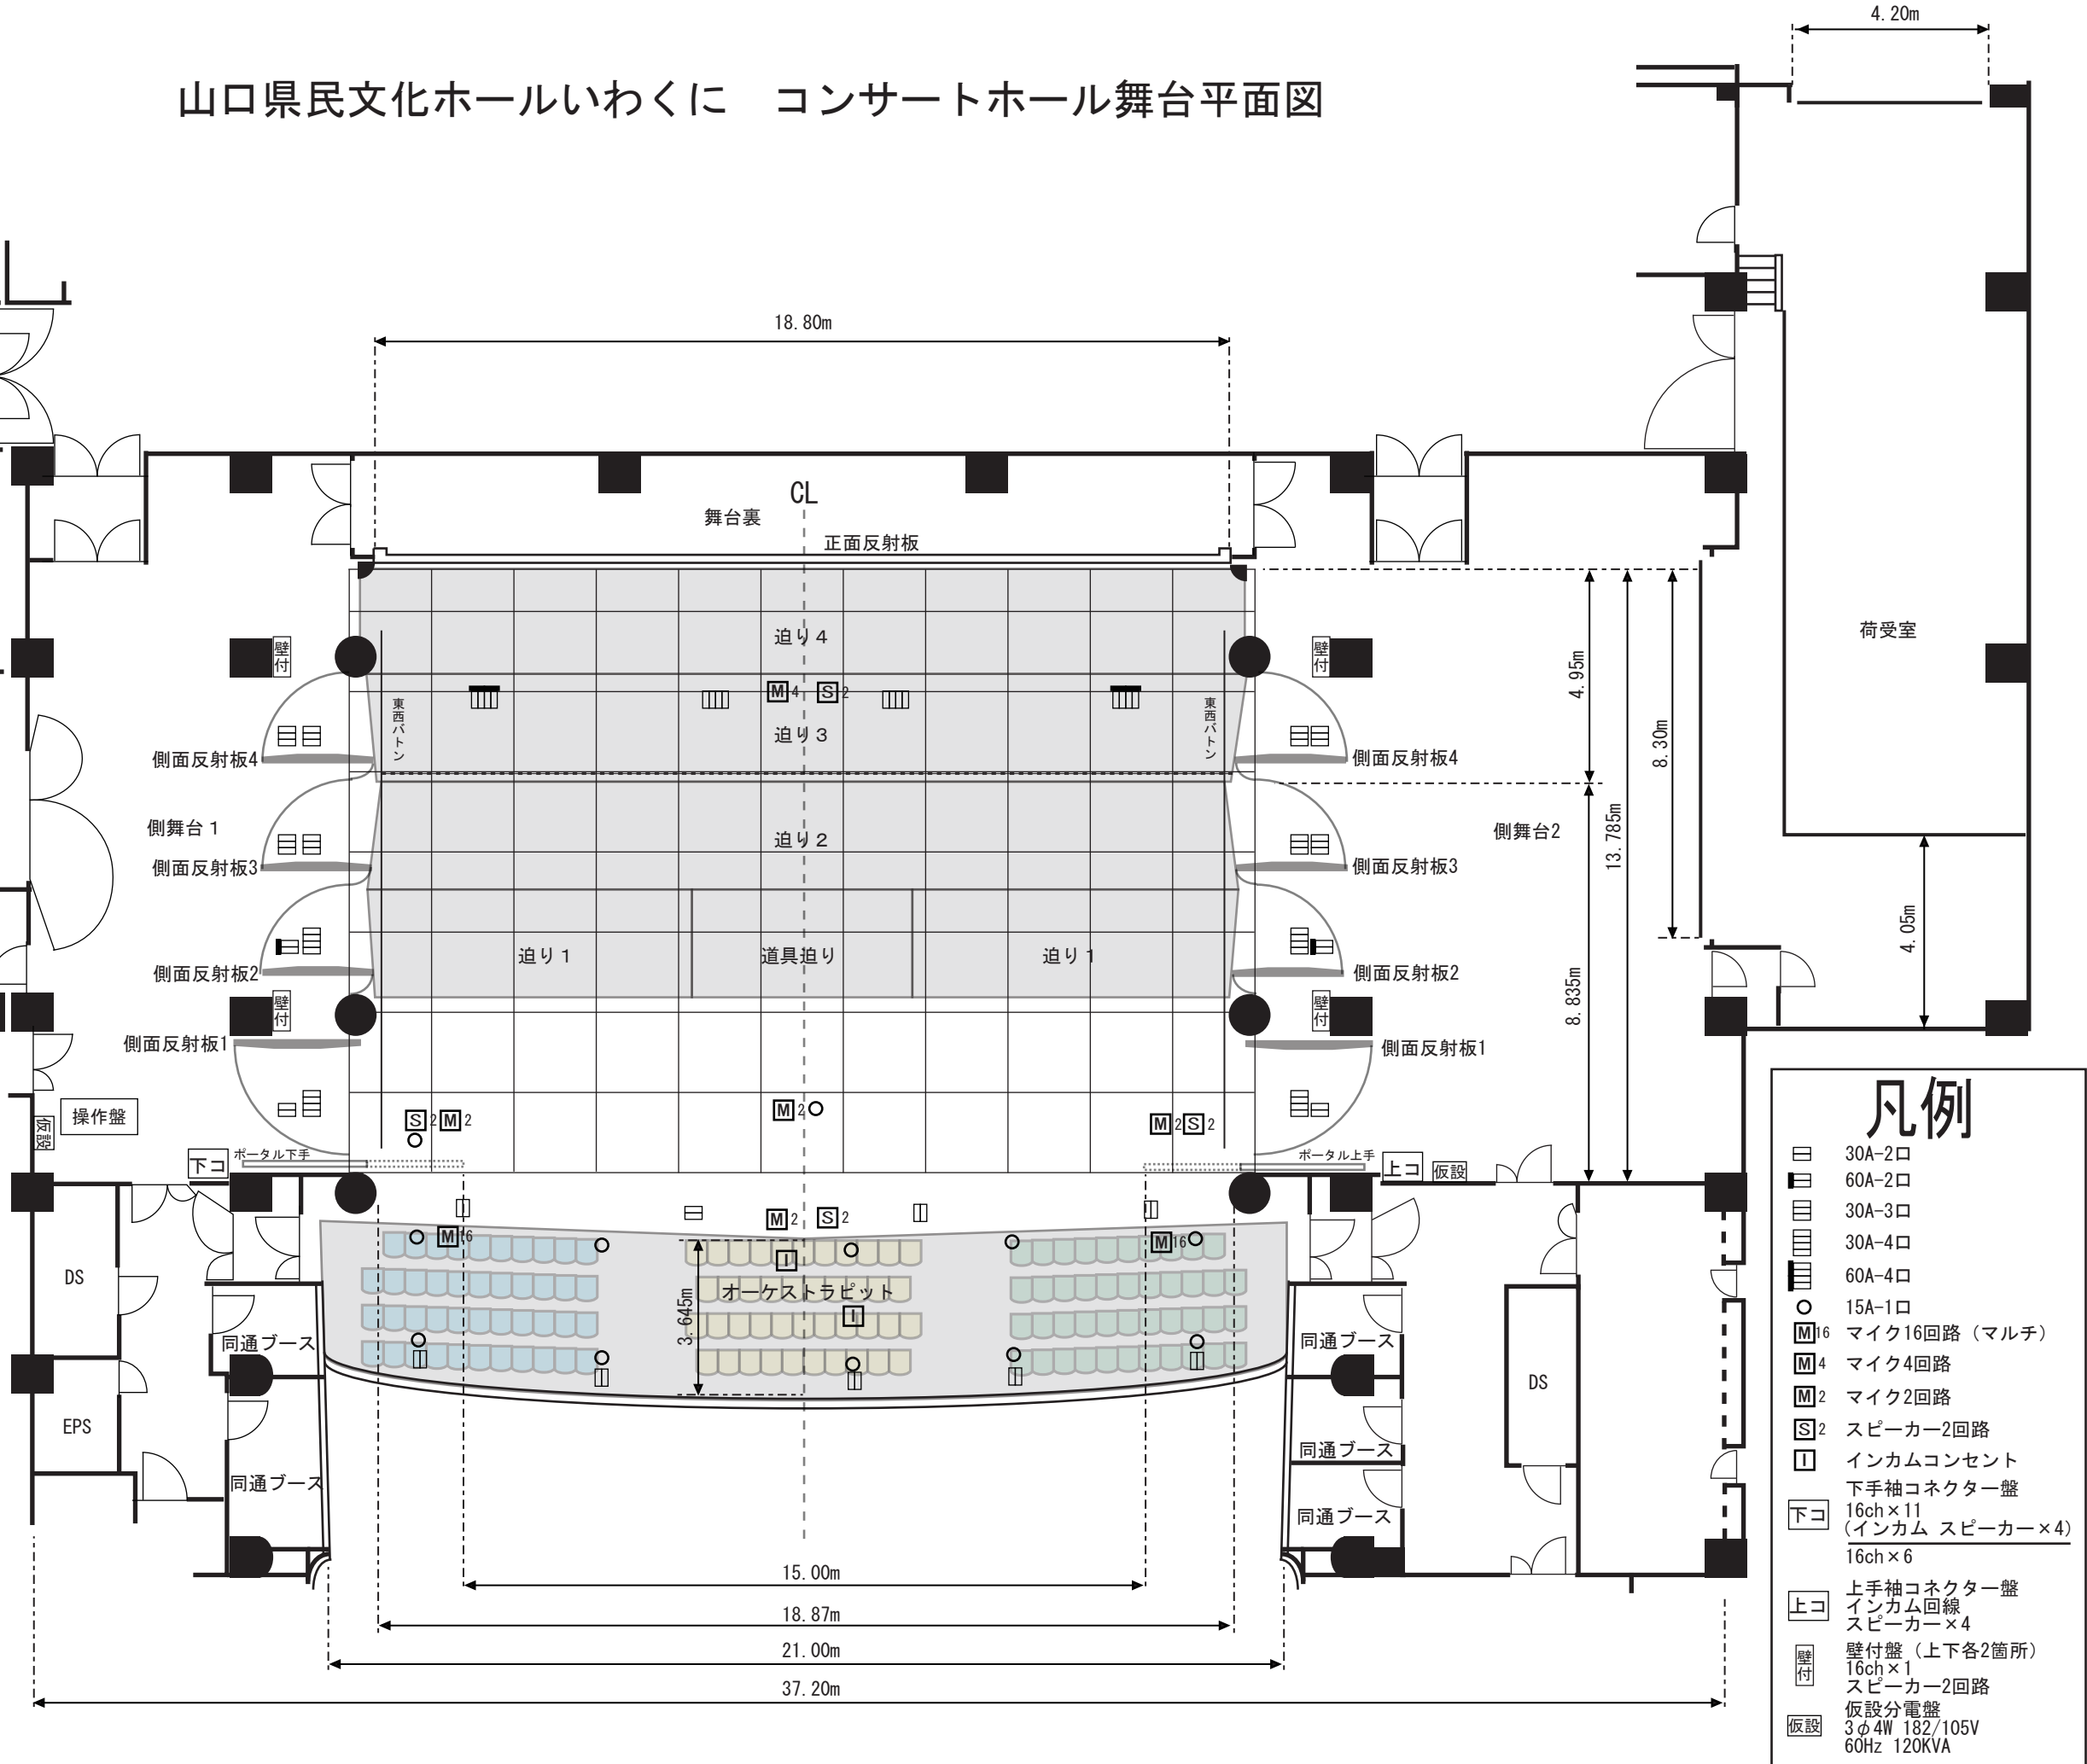 4.20m
山口県民文化ホールいわくに　コンサートホール舞台平面図
18.80m
CL
舞台裏
正面反射板
荷受室
迫り4
壁付
壁付
4.95m
8.30m
13.785m
M4
S2
東西バトン
東西バトン
迫り3
側面反射板4
側面反射板4
側舞台1
側舞台2
迫り2
側面反射板3
側面反射板3
迫り1
道具迫り
迫り1
4.05m
側面反射板2
側面反射板2
8.835m
壁付
壁付
側面反射板1
側面反射板1
操作盤
仮設
S2
M2
M2
M2
S2
下コ
ポータル下手
ポータル上手
上コ
仮設
M2
S2
M16
M16
I
オーケストラピット
I
3.645m
DS
同通ブース
同通ブース
DS
EPS
同通ブース
同通ブース
同通ブース
15.00m
18.87m
21.00m
37.20m
凡例
30A-2口
60A-2口
30A-3口
30A-4口
60A-4口
15A-1口
M16 マイク16回路（マルチ）
M4 マイク4回路
M2 マイク2回路
S2 スピーカー2回路
I インカムコンセント
下手袖コネクター盤
下コ 16ch×11
(インカム スピーカー×4)
16ch×6
上手袖コネクター盤
上コ インカム回線
スピーカー×4
壁付 壁付盤（上下各2箇所）
16ch×1
スピーカー2回路
仮設分電盤
仮設 3φ4W 182/105V
60Hz 120KVA